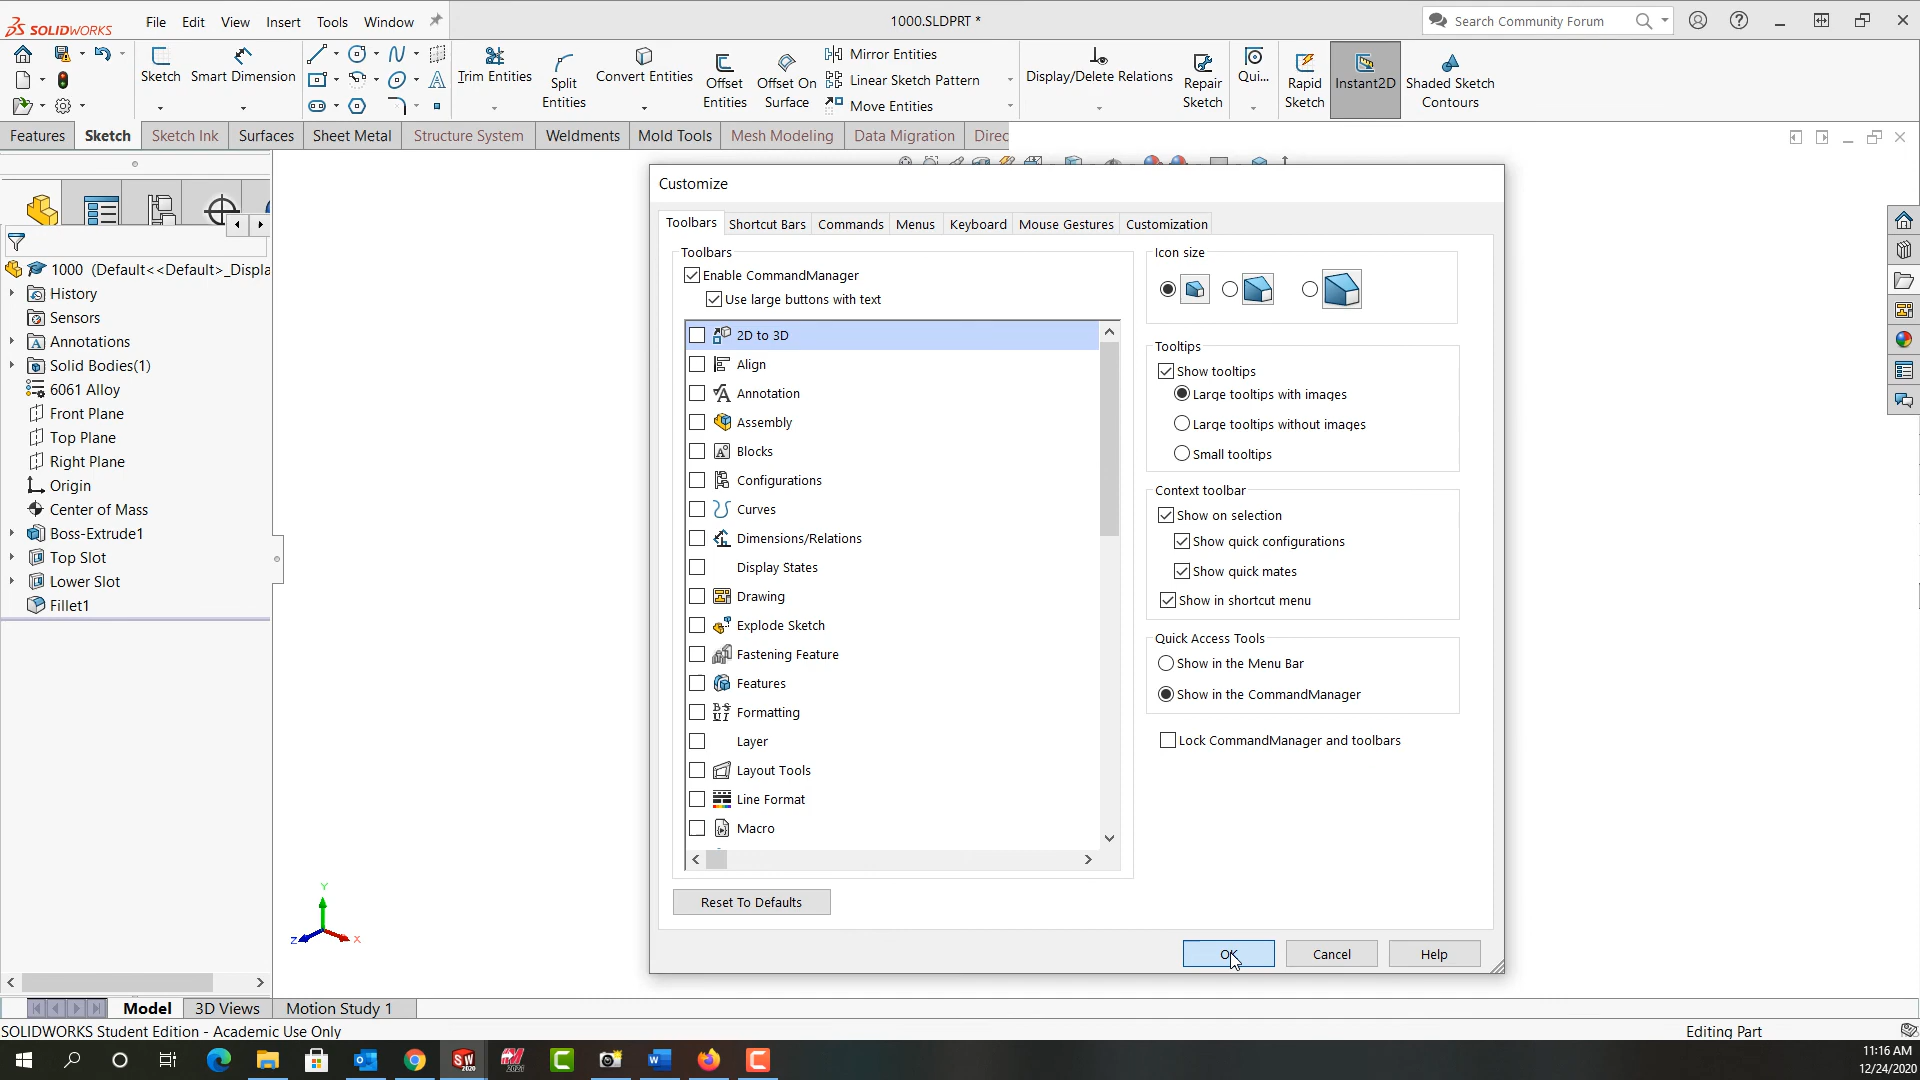 SOLIDWORKS File Edit View Insert Tools Window 1000.SLDPRT * Search Community Forum
Sketch Smart Dimension Trim Entities Split Entities Convert Entities Offset Entities Offset On Surface Mirror Entities Linear Sketch Pattern Move Entities Display/Delete Relations Repair Sketch Qui... Rapid Sketch Instant2D Shaded Sketch Contours
Features Sketch Sketch Ink Surfaces Sheet Metal Structure System Weldments Mold Tools Mesh Modeling Data Migration Direc
1000 (Default<<Default>_Displa
History
Sensors
Annotations
Solid Bodies(1)
6061 Alloy
Front Plane
Top Plane
Right Plane
Origin
Center of Mass
Boss-Extrude1
Top Slot
Lower Slot
Fillet1
Customize
Toolbars Shortcut Bars Commands Menus Keyboard Mouse Gestures Customization
Toolbars
Enable CommandManager
Use large buttons with text
2D to 3D
Align
Annotation
Assembly
Blocks
Configurations
Curves
Dimensions/Relations
Display States
Drawing
Explode Sketch
Fastening Feature
Features
Formatting
Layer
Layout Tools
Line Format
Macro
Reset To Defaults
Icon size
Tooltips
Show tooltips
Large tooltips with images
Large tooltips without images
Small tooltips
Context toolbar
Show on selection
Show quick configurations
Show quick mates
Show in shortcut menu
Quick Access Tools
Show in the Menu Bar
Show in the CommandManager
Lock CommandManager and toolbars
OK Cancel Help
Y
Z X
Model 3D Views Motion Study 1
SOLIDWORKS Student Edition - Academic Use Only Editing Part
11:16 AM
12/24/2020